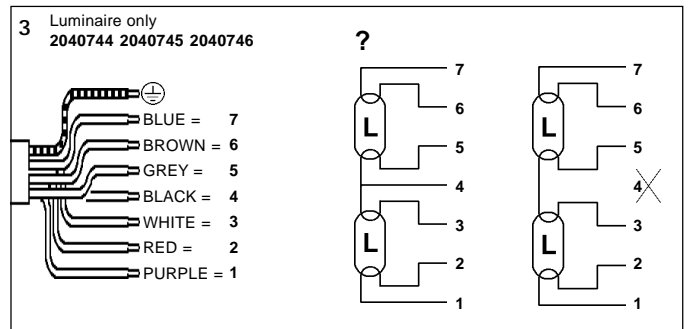 3 Luminaire only
2040744 2040745 2040746
?
BLUE = 7
BROWN = 6
GREY = 5
BLACK = 4
WHITE = 3
RED = 2
PURPLE = 1
7
6
L
5
4
3
L
2
1
7
6
L
5
4
3
L
2
1